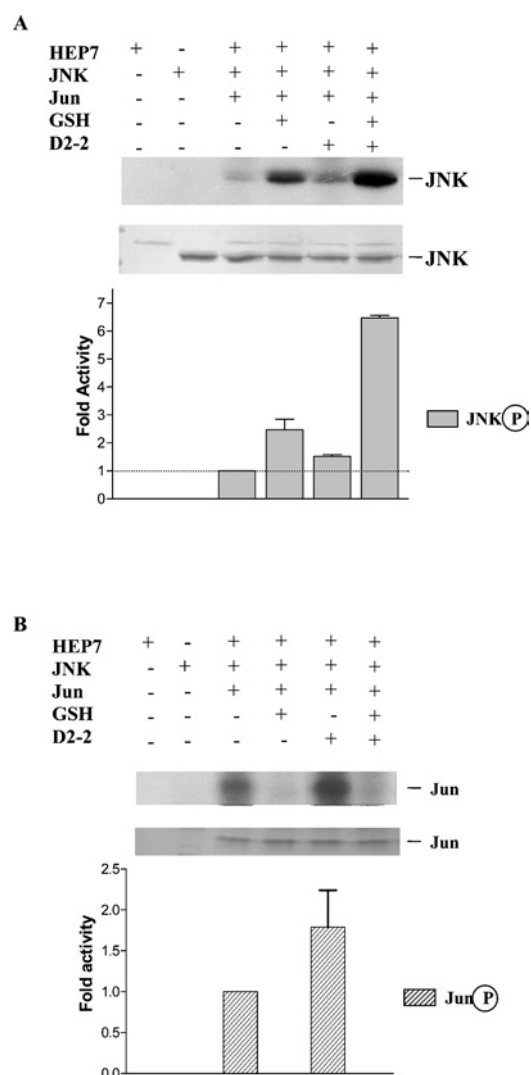 A
HEP7 + - + + + +
JNK - + + + + +
Jun - - + + + +
GSH - - - + - +
D2-2 - - - - + +
–JNK
–JNK
7
6
5
4
3
2
1
0
Fold Activity
JNK P
B
HEP7 + - + + + +
JNK - + + + + +
Jun - - + + + +
GSH - - - + - +
D2-2 - - - - + +
– Jun
– Jun
2.5
2.0
1.5
1.0
0.5
0.0
Fold activity
Jun P